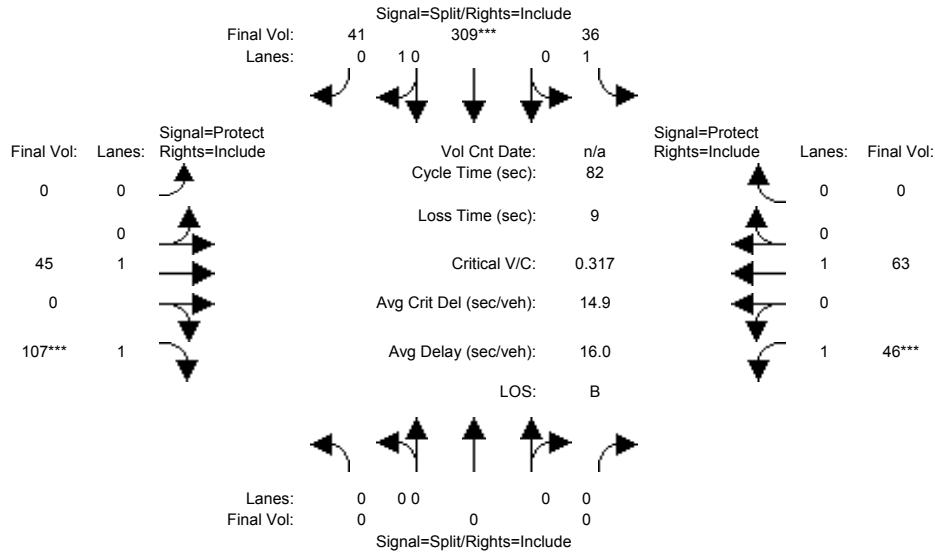 Signal=Split/Rights=Include
Final Vol: 41 309*** 36
Lanes: 0 1 0 0 1
Signal=Protect Signal=Protect
Final Vol: Lanes: Rights=Include Vol Cnt Date: n/a Rights=Include Lanes: Final Vol:
Cycle Time (sec): 82
0 0 0 0
Loss Time (sec): 9
0 0
45 1 Critical V/C: 0.317 1 63
0 Avg Crit Del (sec/veh): 14.9 0
107*** 1 Avg Delay (sec/veh): 16.0 1 46***
LOS: B
Lanes: 0 0 0 0 0
Final Vol: 0 0 0
Signal=Split/Rights=Include